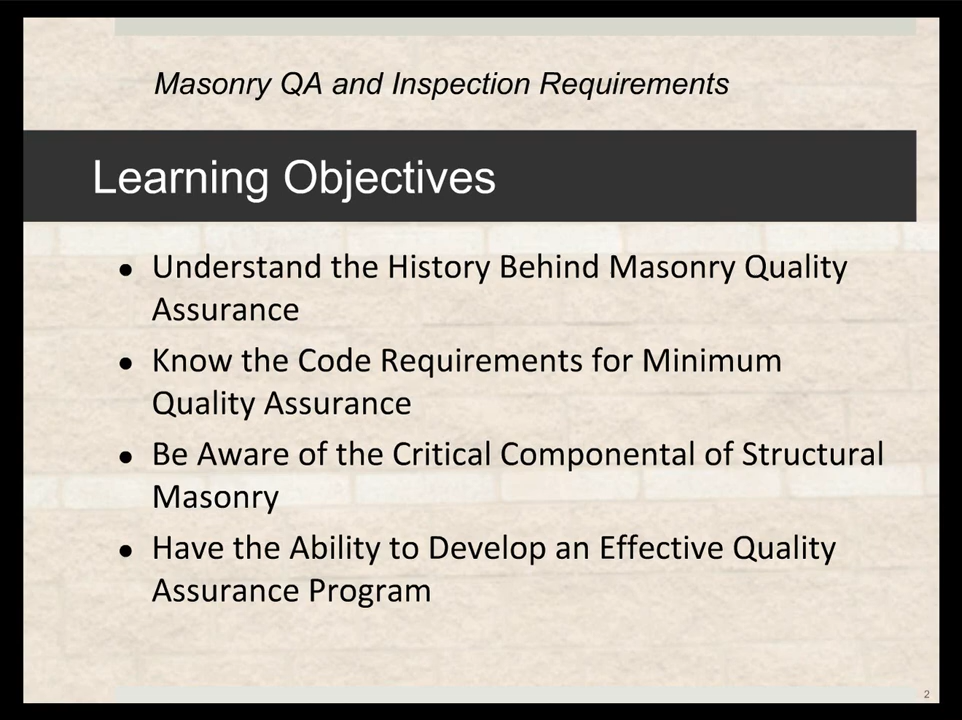 Masonry QA and Inspection Requirements
Learning Objectives
• Understand the History Behind Masonry Quality
Assurance
• Know the Code Requirements for Minimum
Quality Assurance
• Be Aware of the Critical Componental of Structural
Masonry
• Have the Ability to Develop an Effective Quality
Assurance Program
2